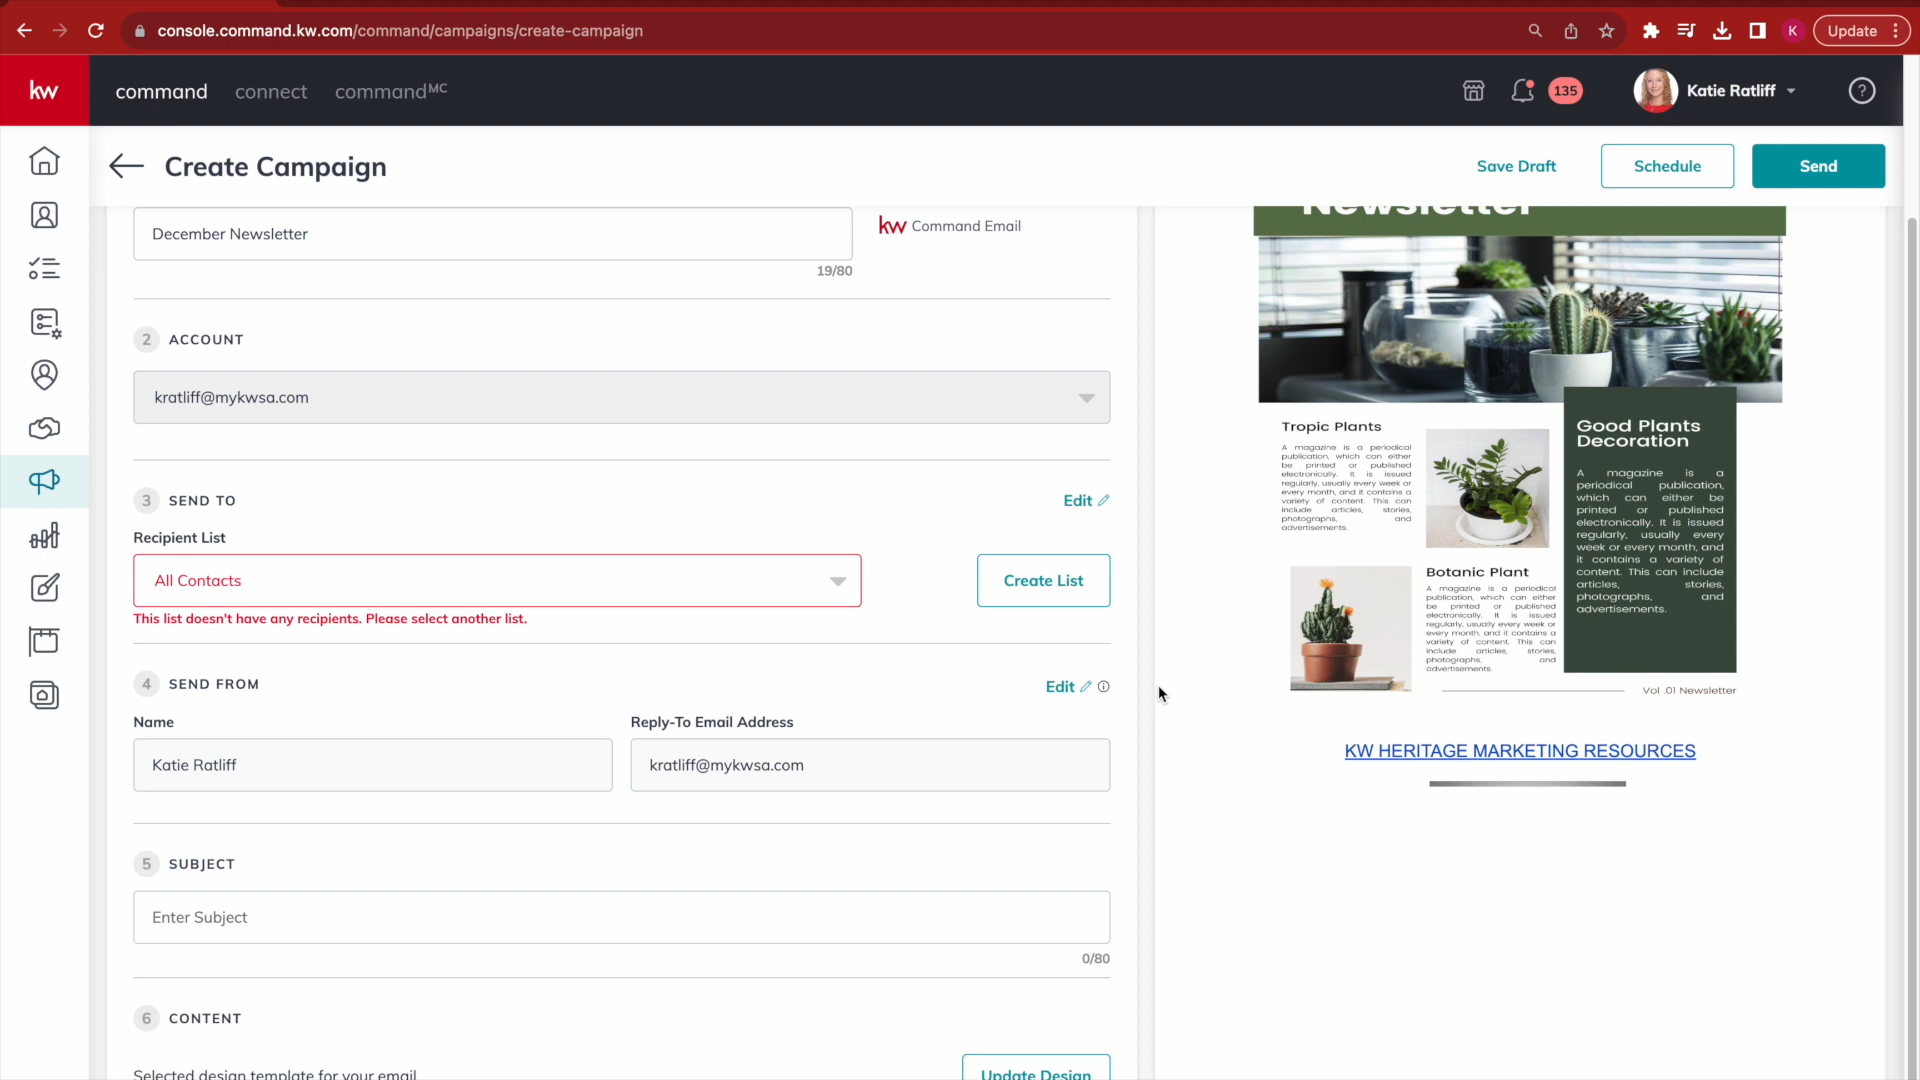 console.command.kw.com/command/campaigns/create-campaign
K
Update
kw
command
connect
commandMC
135
Katie Ratliff
?
Create Campaign
Save Draft
Schedule
Send
December Newsletter
19/80
kw Command Email
2 ACCOUNT
kratliff@mykwsa.com
3 SEND TO
Edit
Recipient List
All Contacts
Create List
This list doesn't have any recipients. Please select another list.
4 SEND FROM
Edit
Name
Reply-To Email Address
Katie Ratliff
kratliff@mykwsa.com
5 SUBJECT
Enter Subject
0/80
6 CONTENT
Selected design template for your email
Update Design
Newsletter
Tropic Plants
A magazine is a periodical
publication, which can either
be printed or published
electronically. It is issued
regularly, usually every week or
every month, and it contains a
variety of content. This can
include articles, stories,
photographs, and
advertisements.
Good Plants
Decoration
A magazine is a
periodical publication,
which can either be
printed or published
electronically. It is issued
regularly, usually every
week or every month, and
it contains a variety of
content. This can include
articles, stories,
photographs, and
advertisements.
Botanic Plant
A magazine is a periodical
publication, which can either
be printed or published
electronically. It is issued
regularly, usually every week or
every month, and it contains a
variety of content. This can
include articles, stories,
photographs, and
advertisements.
Vol .01 Newsletter
KW HERITAGE MARKETING RESOURCES